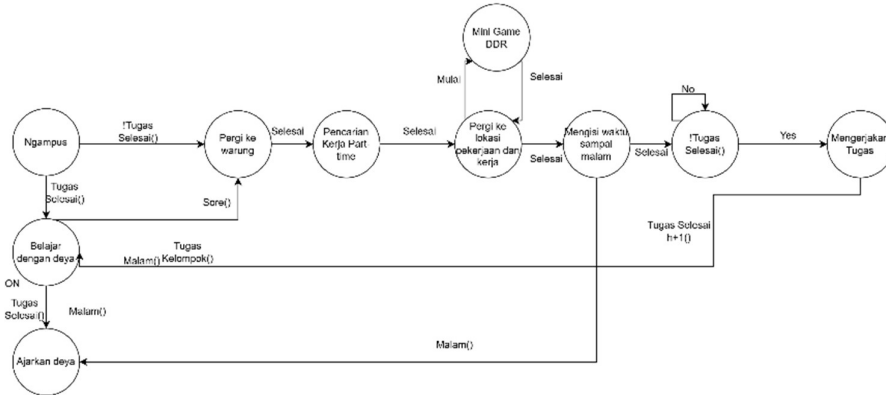 Mini Game
DDR
Mulai
Selesai
No
Ngampus
!Tugas
Selesai()
Pergi ke
warung
Selesai
Pencarian
Kerja Part
time
Selesai
Pergi ke
lokasi
pekerjaan dan
kerja
Selesai
Mengisi waktu
sampai
malam
Selesai
!Tugas
Selesai()
Yes
Mengerjakan
Tugas
Tugas
Selesai()
Sore()
Belajar
dengan deya
Tugas
Malam() Kelompok()
Tugas Selesai
h+1()
ON
Tugas
Selesai()
Malam()
Ajarkan deya
Malam()